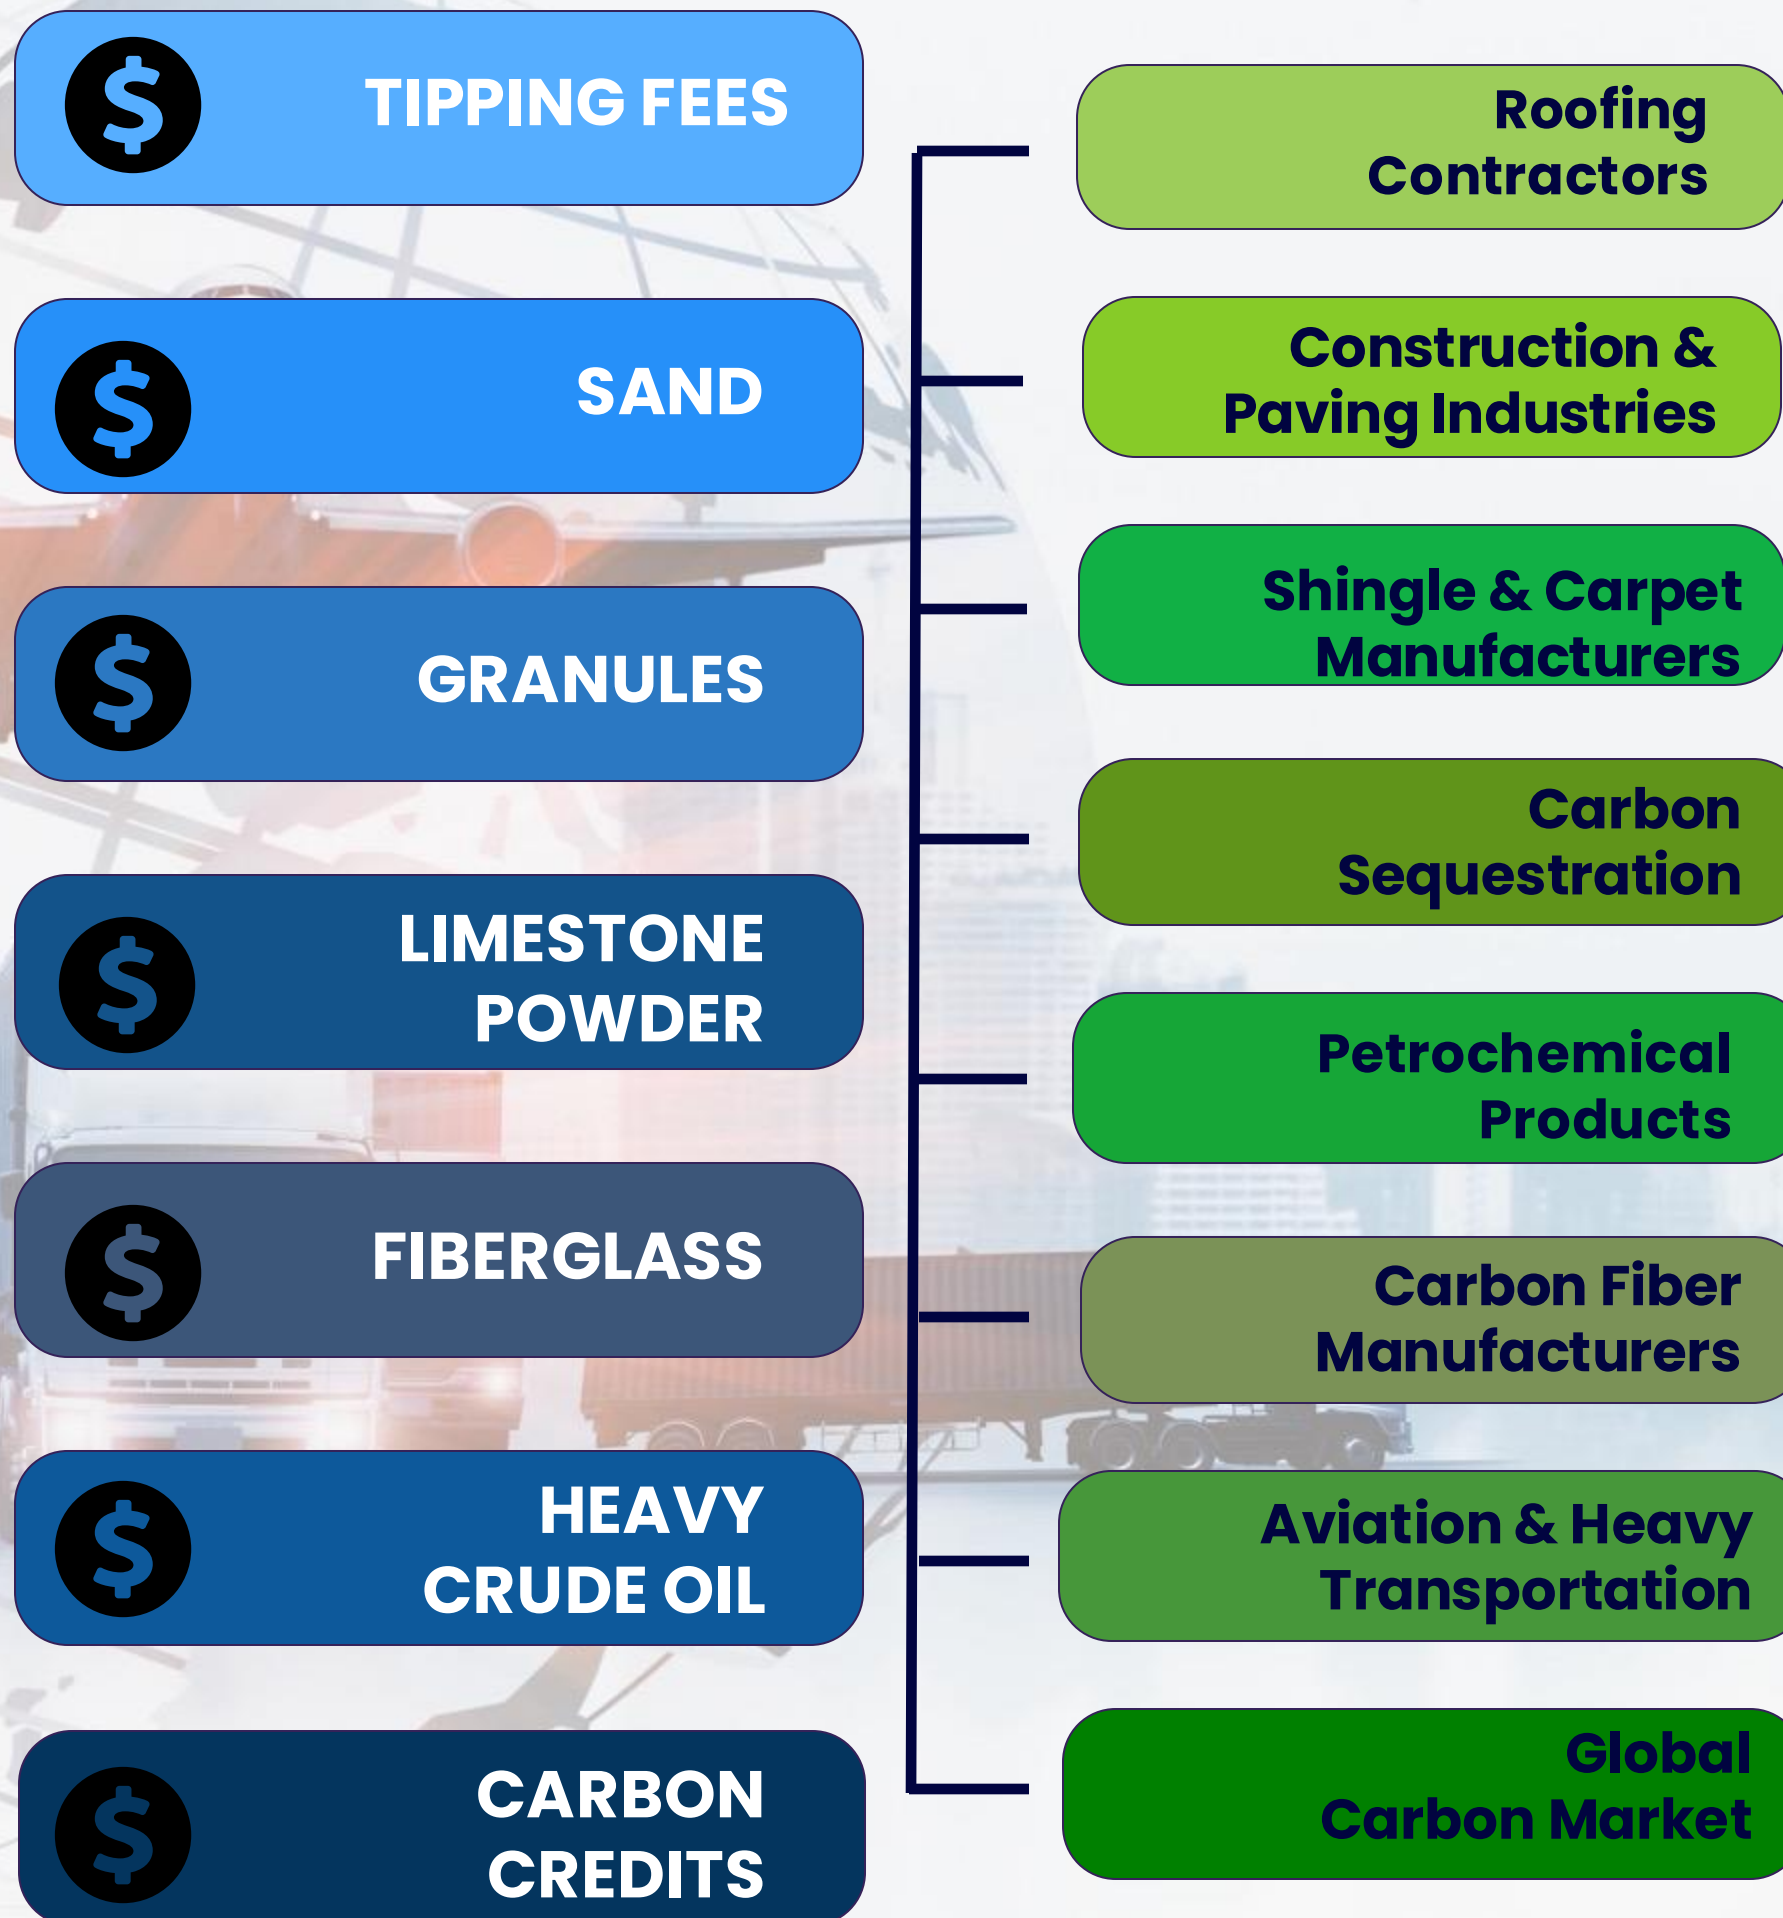 TIPPING FEES
SAND
GRANULES
LIMESTONE
POWDER
FIBERGLASS
HEAVY
CRUDE OIL
CARBON
CREDITS
Roofing
Contractors
Construction &
Paving Industries
Shingle & Carpet
Manufacturers
Carbon
Sequestration
Petrochemical
Products
Carbon Fiber
Manufacturers
Aviation & Heavy
Transportation
Global
Carbon Market